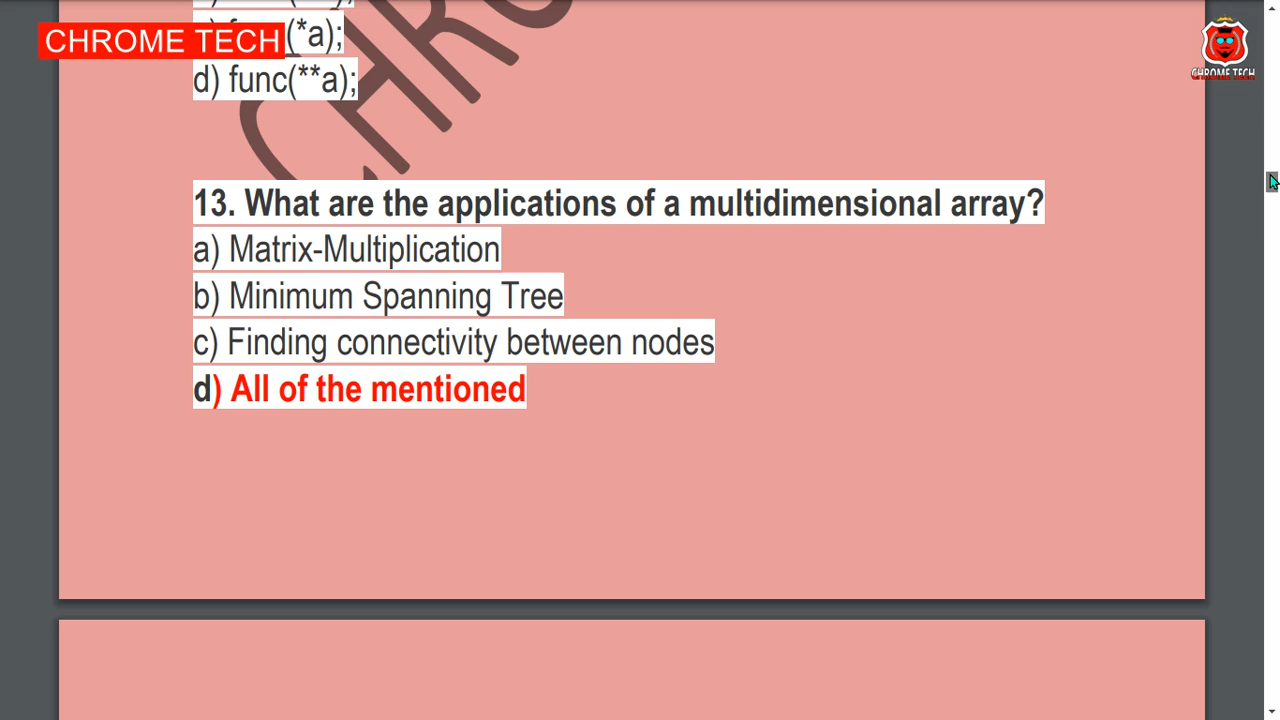 CHROME TECH
(*a);
d) func(**a);
CHRO
13. What are the applications of a multidimensional array?
a) Matrix-Multiplication
b) Minimum Spanning Tree
c) Finding connectivity between nodes
d) All of the mentioned
CHROME TECH